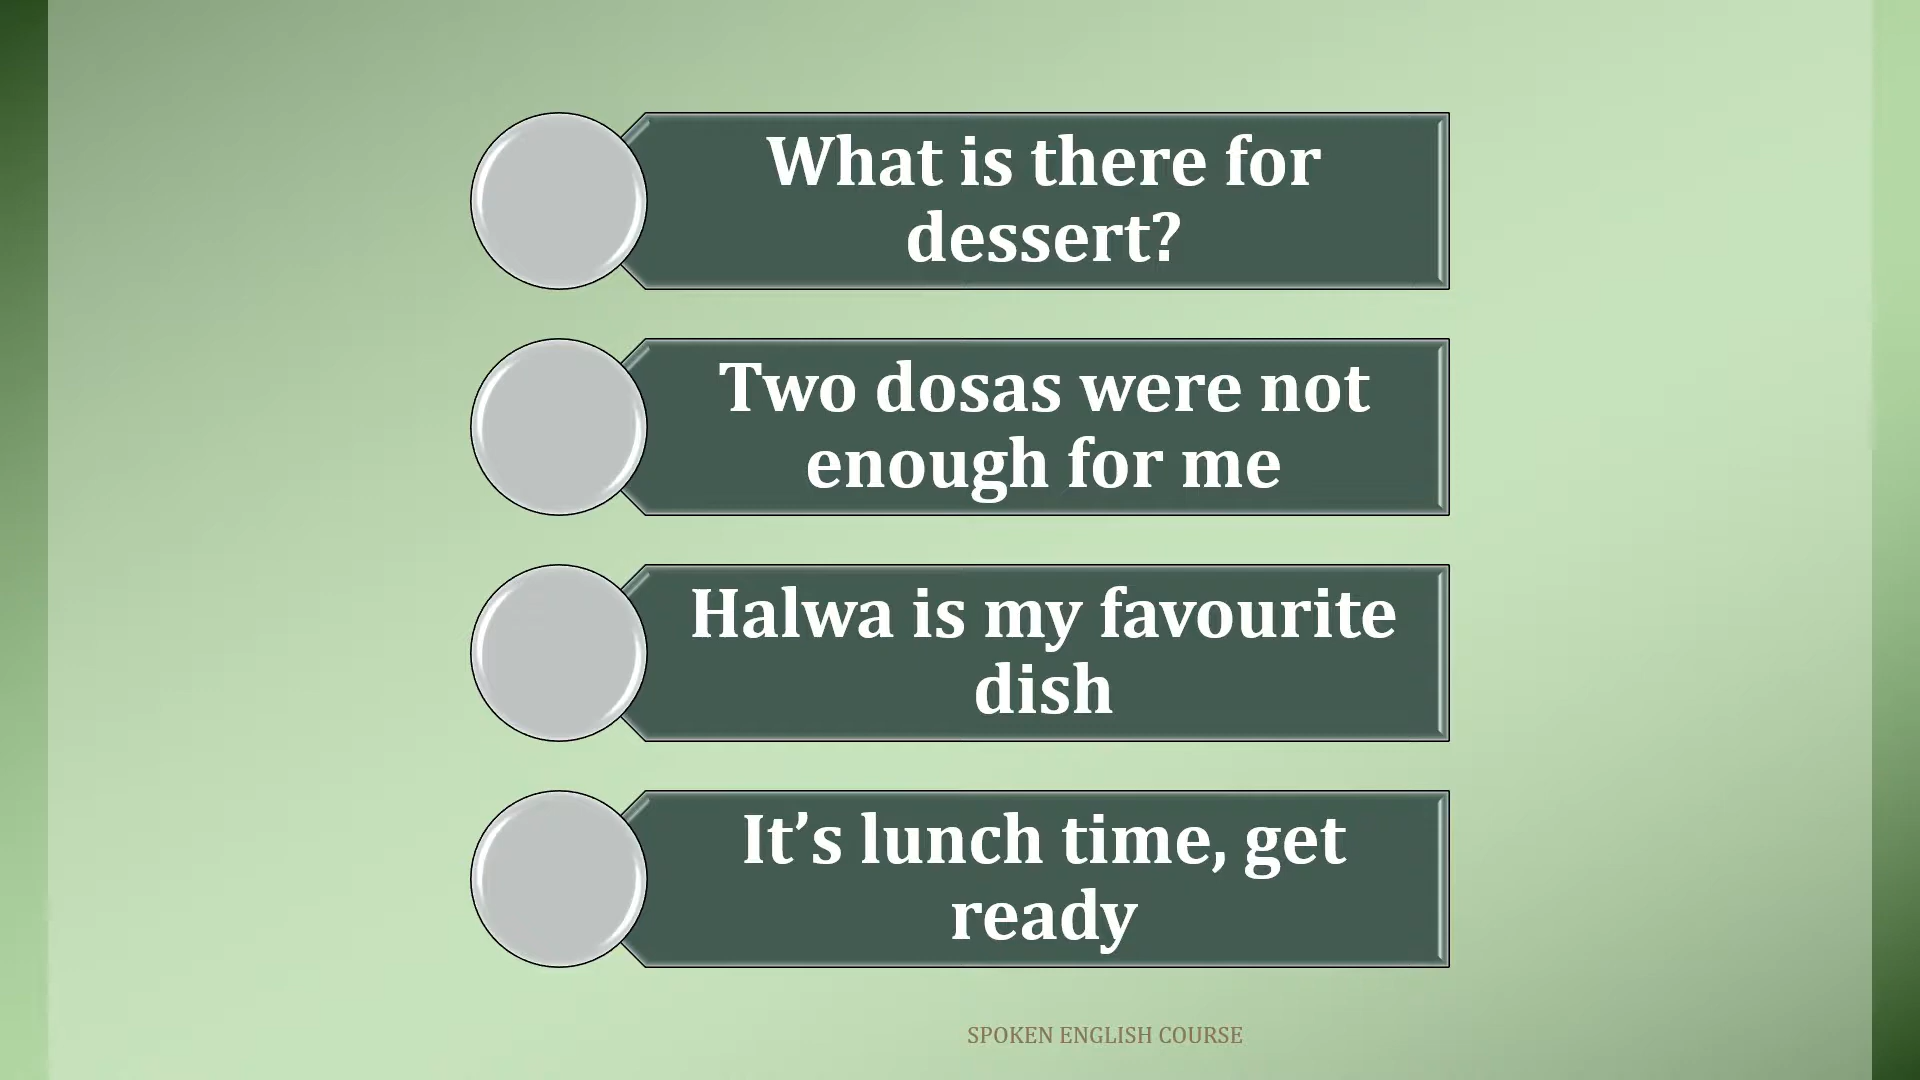 What is there for
dessert?
Two dosas were not
enough for me
Halwa is my favourite
dish
It’s lunch time, get
ready
SPOKEN ENGLISH COURSE